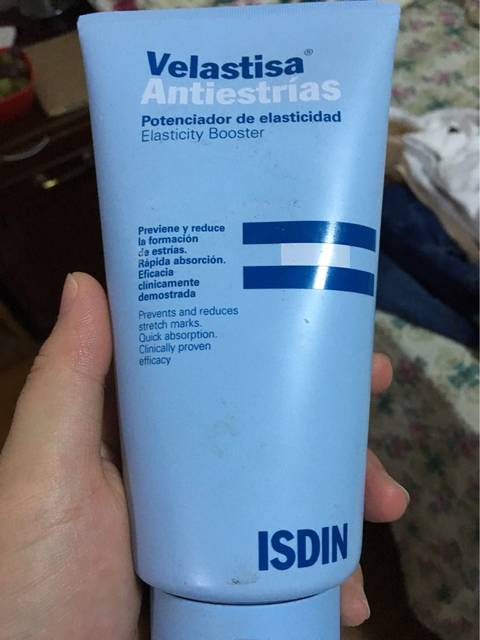 Velastisa®
Antiestrías
Potenciador de elasticidad
Elasticity Booster
Previene y reduce
la formación
de estrías.
Rápida absorción.
Eficacia
clínicamente
demostrada
Prevents and reduces
stretch marks.
Quick absorption.
Clinically proven
efficacy
ISDIN